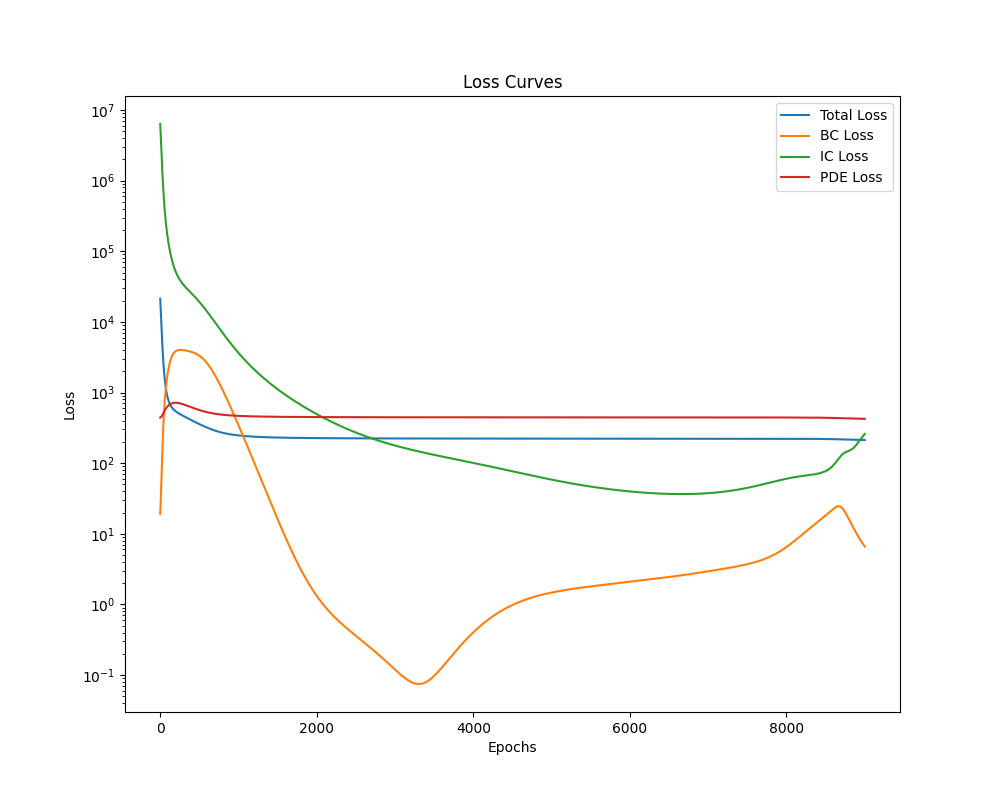 Loss Curves
Total Loss
BC Loss
IC Loss
PDE Loss
10⁷
10⁶
10⁵
10⁴
10³
10²
10¹
10⁰
10⁻¹
Loss
0 2000 4000 6000 8000
Epochs